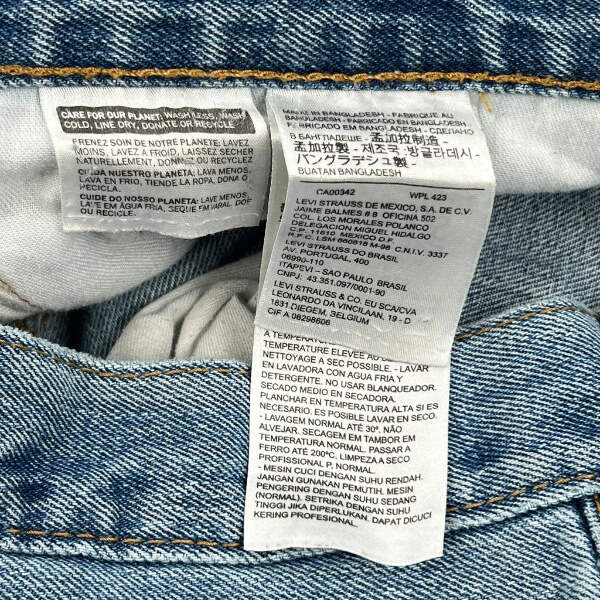 CARE FOR OUR PLANET: WASH LESS, WASH
COLD, LINE DRY, DONATE OR RECYCLE
PRENEZ SOIN DE NOTRE PLANETE: LAVEZ
MOINS, LAVEZ A FROID, LAISSEZ SECHER
NATURELLEMENT, DONNEZ OU RECYCLEZ
CUIDA NUESTRO PLANETA: LAVA MENOS,
LAVA EN FRIO, TIENDE LA ROPA, DONA O
RECICLA.
CUIDE DO NOSSO PLANETA: LAVE MENOS,
LAVE EM ÁGUA FRIA, SEQUE EM VARAL, DOE
OU RECICLE.
MADE IN BANGLADESH - FABRIQUE AU
BANGLADESH - FABRICADO EN BANGLADESH -
FABRICADO EM BANGLADESH - СДЕЛАНО
В БАНГЛАДЕШЕ - 孟加拉制造 -
孟加拉製 - 제조국: 방글라데시 -
バングラデシュ製 -
BUATAN BANGLADESH
CA00342 WPL 423
LEVI STRAUSS DE MEXICO, S.A. DE C.V.
JAIME BALMES # 8 OFICINA 502
COL. LOS MORALES POLANCO
DELEGACION MIGUEL HIDALGO
C.P. 11510 MEXICO D.F.
R.F.C. LSM 860818 M-98 C.N.I.V. 3337
LEVI STRAUSS DO BRASIL
AV. PORTUGAL, 400
06690-110
ITAPEVI – SAO PAULO BRASIL
CNPJ: 43.351.097/0001-90
LEVI STRAUSS & CO. EU SCA/CVA
LEONARDO DA VINCILAAN, 19 - D
1831 DIEGEM, BELGIUM
CIF A 08298606
A TEMPERATURE
TEMPERATURE ELEVEE AU BE
NETTOYAGE A SEC POSSIBLE. - LAVAR
EN LAVADORA CON AGUA FRIA Y
DETERGENTE. NO USAR BLANQUEADOR.
SECADO MEDIO EN SECADORA.
PLANCHAR EN TEMPERATURA ALTA SI ES
NECESARIO. ES POSIBLE LAVAR EN SECO.
- LAVAGEM NORMAL ATÉ 30º. NÃO
ALVEJAR. SECAGEM EM TAMBOR EM
TEMPERATURA NORMAL. PASSAR A
FERRO ATÉ 200ºC. LIMPEZA A SECO
PROFISSIONAL P, NORMAL.
- MESIN CUCI DENGAN SUHU RENDAH.
JANGAN GUNAKAN PEMUTIH. MESIN
PENGERING DENGAN SUHU SEDANG
(NORMAL). SETRIKA DENGAN SUHU
TINGGI JIKA DIPERLUKAN. DAPAT DICUCI
KERING PROFESIONAL.